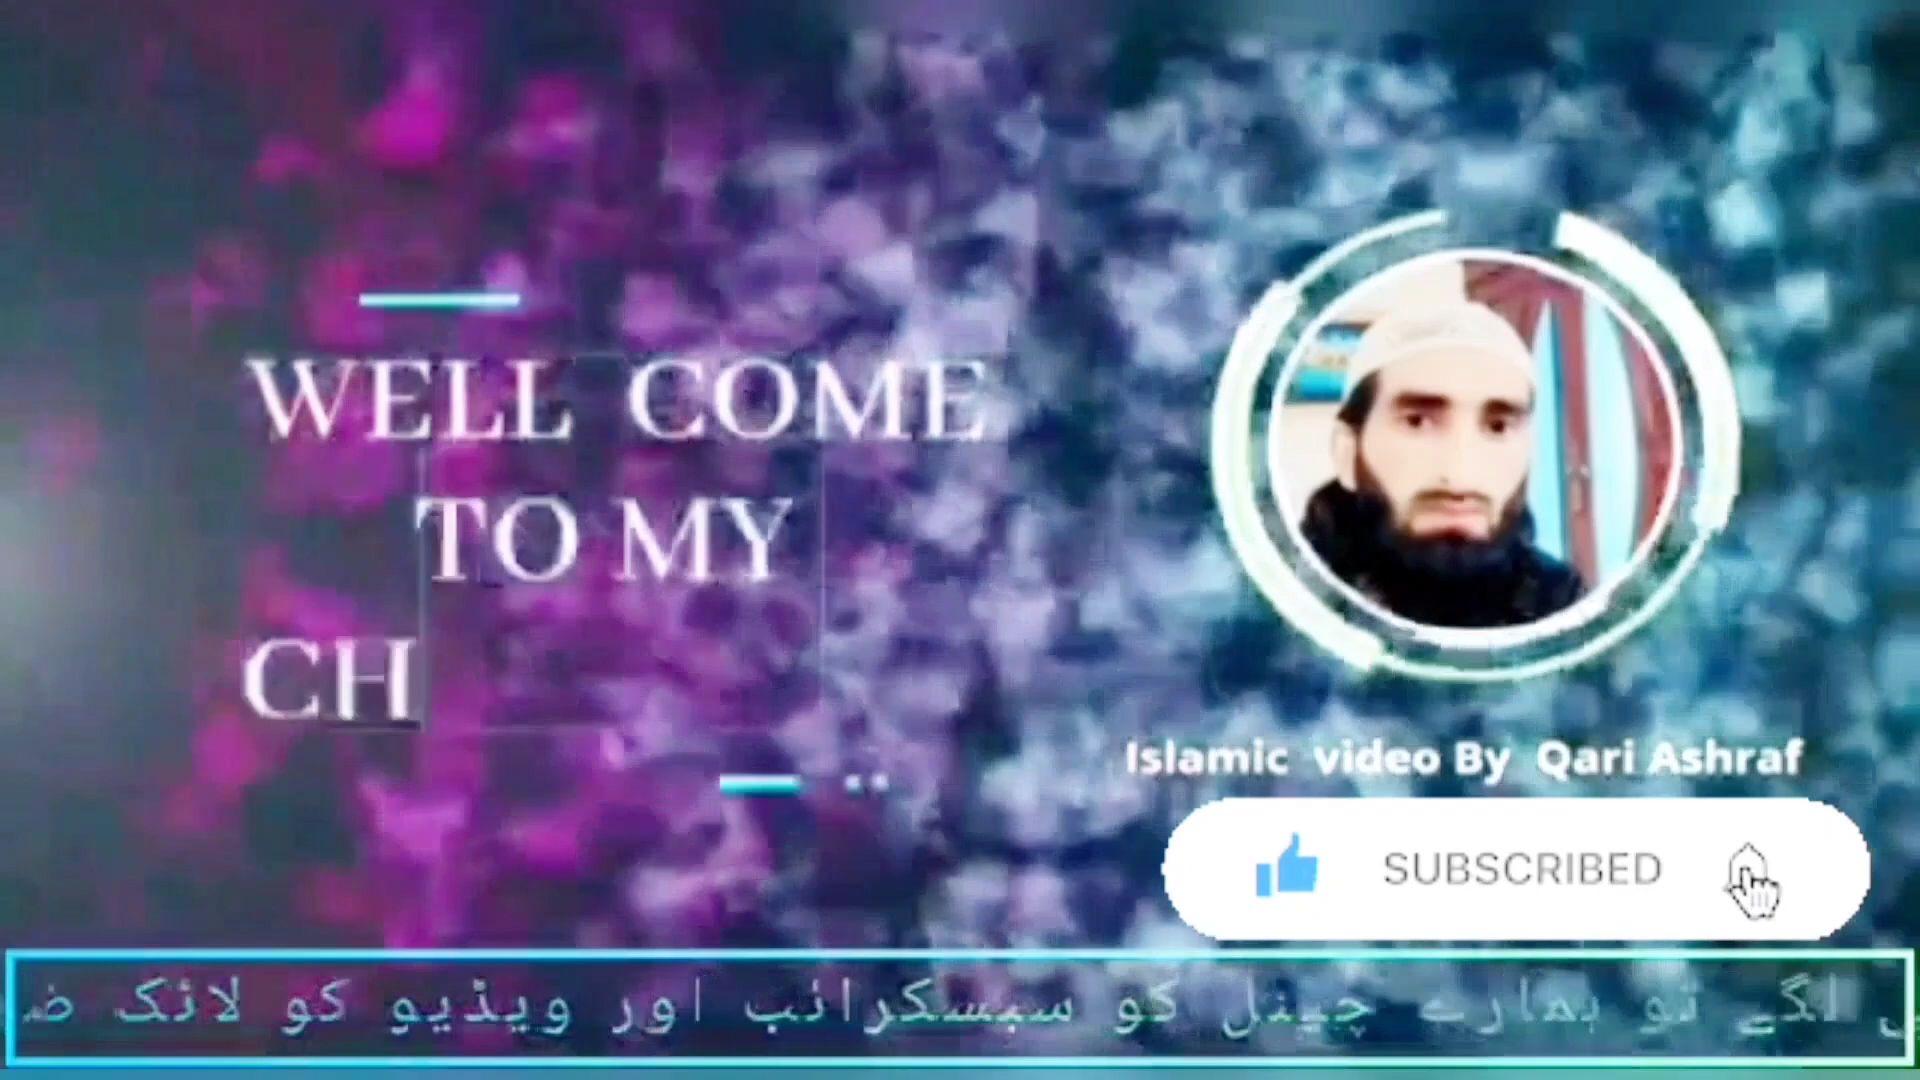 WELL COME
TO MY
CH
Islamic video By Qari Ashraf
SUBSCRIBED
لگے تو ہمارے چینل کو سبسکرائب اور ویڈیو کو لائک